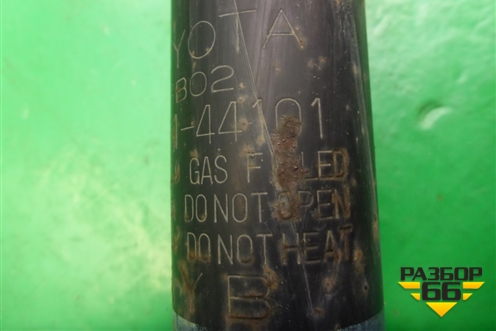 YOTA
B02
-44101
GAS F LED
DO NOT OPEN
DO NOT HEAT
Y B
РАЗБОР
66